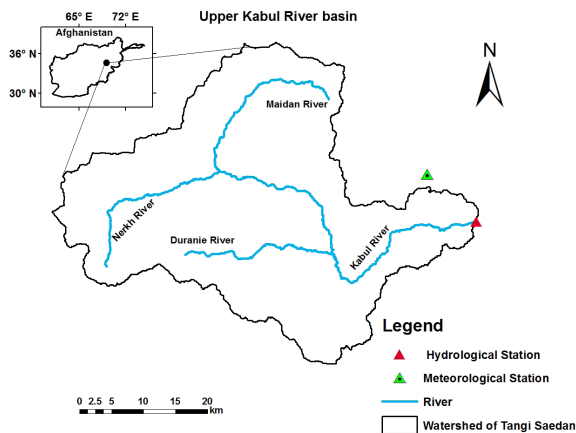 Upper Kabul River basin
65° E 72° E
Afghanistan
36° N
30° N
N
Maidan River
Nerkh River
Duranie River
Kabul River
Legend
Hydrological Station
Meteorological Station
River
Watershed of Tangi Saedan
0 2.5 5 10 15 20
km